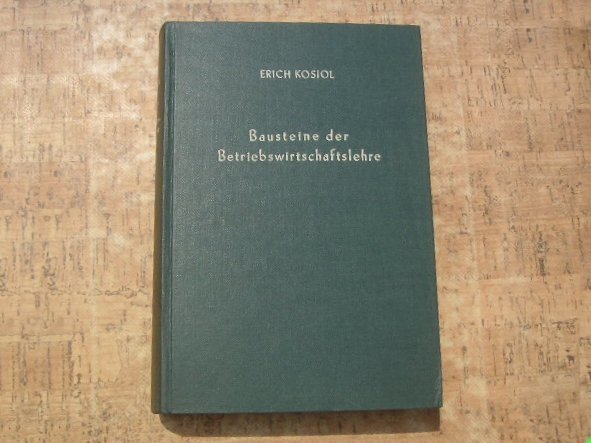 ERICH KOSIOL
Bausteine der
Betriebswirtschaftslehre